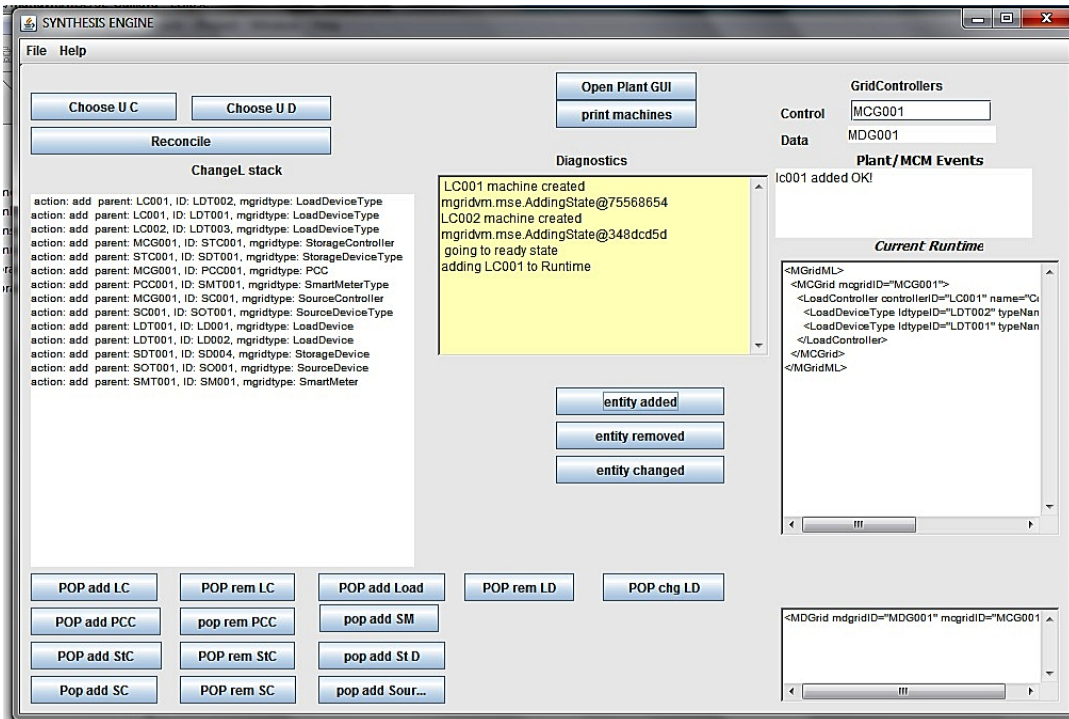 SYNTHESIS ENGINE
File Help
Choose U C
Choose U D
Reconcile
ChangeL stack
action: add parent: LC001, ID: LDT002, mgridtype: LoadDeviceType
action: add parent: LC001, ID: LDT001, mgridtype: LoadDeviceType
action: add parent: LC002, ID: LDT003, mgridtype: LoadDeviceType
action: add parent: MCG001, ID: STC001, mgridtype: StorageController
action: add parent: STC001, ID: SDT001, mgridtype: StorageDeviceType
action: add parent: MCG001, ID: PCC001, mgridtype: PCC
action: add parent: PCC001, ID: SMT001, mgridtype: SmartMeterType
action: add parent: MCG001, ID: SC001, mgridtype: SourceController
action: add parent: SC001, ID: SOT001, mgridtype: SourceDeviceType
action: add parent: LDT001, ID: LD001, mgridtype: LoadDevice
action: add parent: LDT001, ID: LD002, mgridtype: LoadDevice
action: add parent: SDT001, ID: SD004, mgridtype: StorageDevice
action: add parent: SOT001, ID: SO001, mgridtype: SourceDevice
action: add parent: SMT001, ID: SM001, mgridtype: SmartMeter
Open Plant GUI
print machines
Diagnostics
LC001 machine created
mgridvm.mse.AddingState@75568654
LC002 machine created
mgridvm.mse.AddingState@348dcd5d
going to ready state
adding LC001 to Runtime
entity added
entity removed
entity changed
GridControllers
Control MCG001
Data MDG001
Plant/MCM Events
lc001 added OK!
Current Runtime
<MGridML>
<MCGrid mcgridID="MCG001">
<LoadController controllerID="LC001" name="Co
<LoadDeviceType ldtypeID="LDT002" typeNan
<LoadDeviceType ldtypeID="LDT001" typeNan
</LoadController>
</MCGrid>
</MGridML>
<MDGrid mdgridID="MDG001" mcgridID="MCG001
POP add LC
POP rem LC
POP add Load
POP rem LD
POP chg LD
POP add PCC
pop rem PCC
pop add SM
POP add StC
POP rem StC
pop add St D
Pop add SC
POP rem SC
pop add Sour...